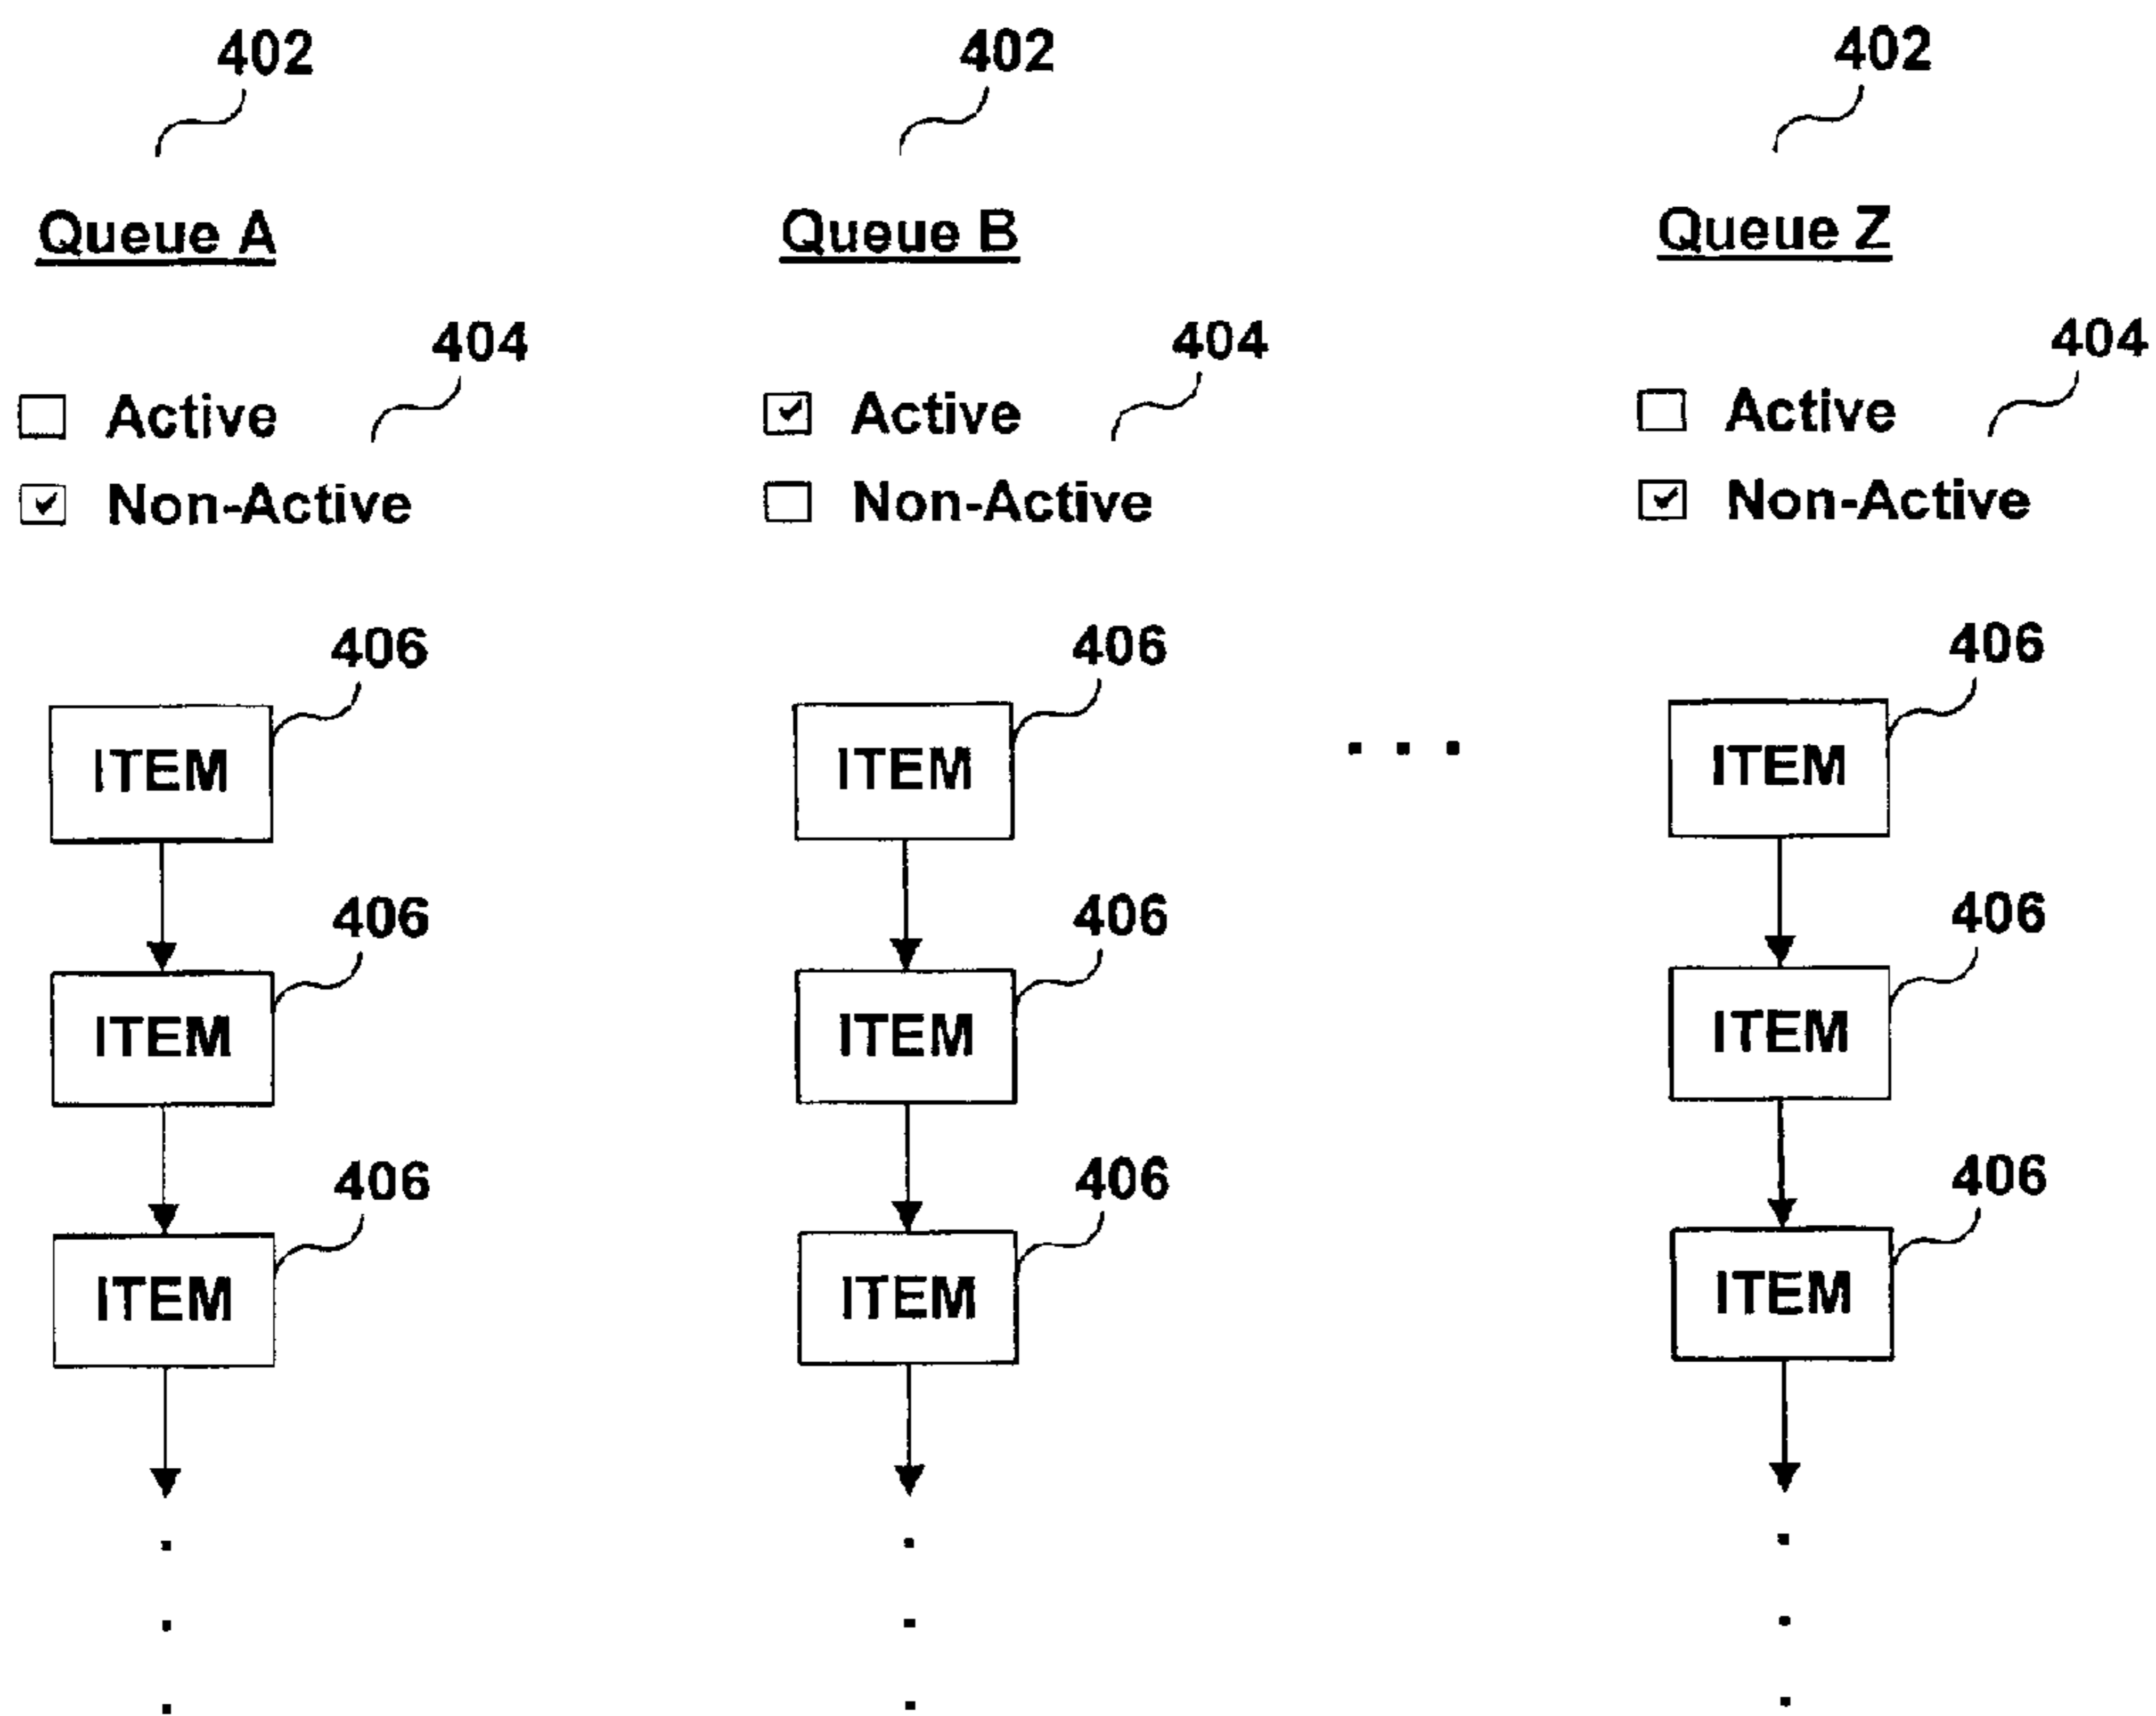 402 402 402
Queue A Queue B Queue Z
404 404 404
Active Active Active
Non-Active Non-Active Non-Active
406 406 406
ITEM ITEM . . . ITEM
406 406 406
ITEM ITEM ITEM
406 406 406
ITEM ITEM ITEM